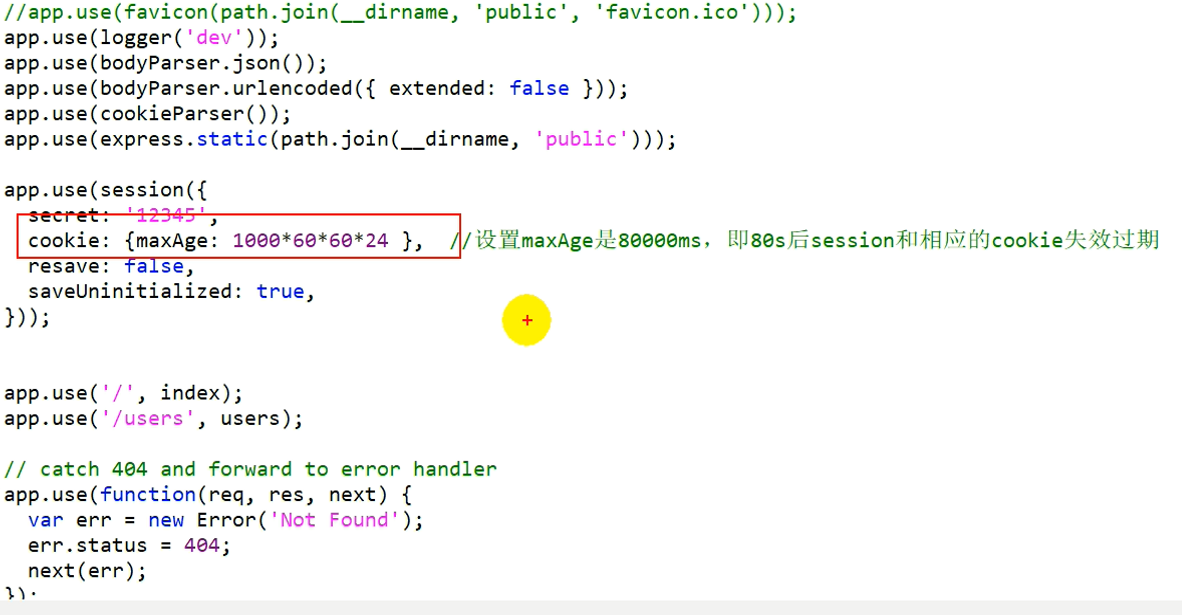 //app.use(favicon(path.join(__dirname, 'public', 'favicon.ico')));
app.use(logger('dev'));
app.use(bodyParser.json());
app.use(bodyParser.urlencoded({ extended: false }));
app.use(cookieParser());
app.use(express.static(path.join(__dirname, 'public')));
app.use(session({
  secret: '12345',
  cookie: {maxAge: 1000*60*60*24 },  //设置maxAge是80000ms，即80s后session和相应的cookie失效过期
  resave: false,
  saveUninitialized: true,
}));
app.use('/', index);
app.use('/users', users);
// catch 404 and forward to error handler
app.use(function(req, res, next) {
  var err = new Error('Not Found');
  err.status = 404;
  next(err);
});